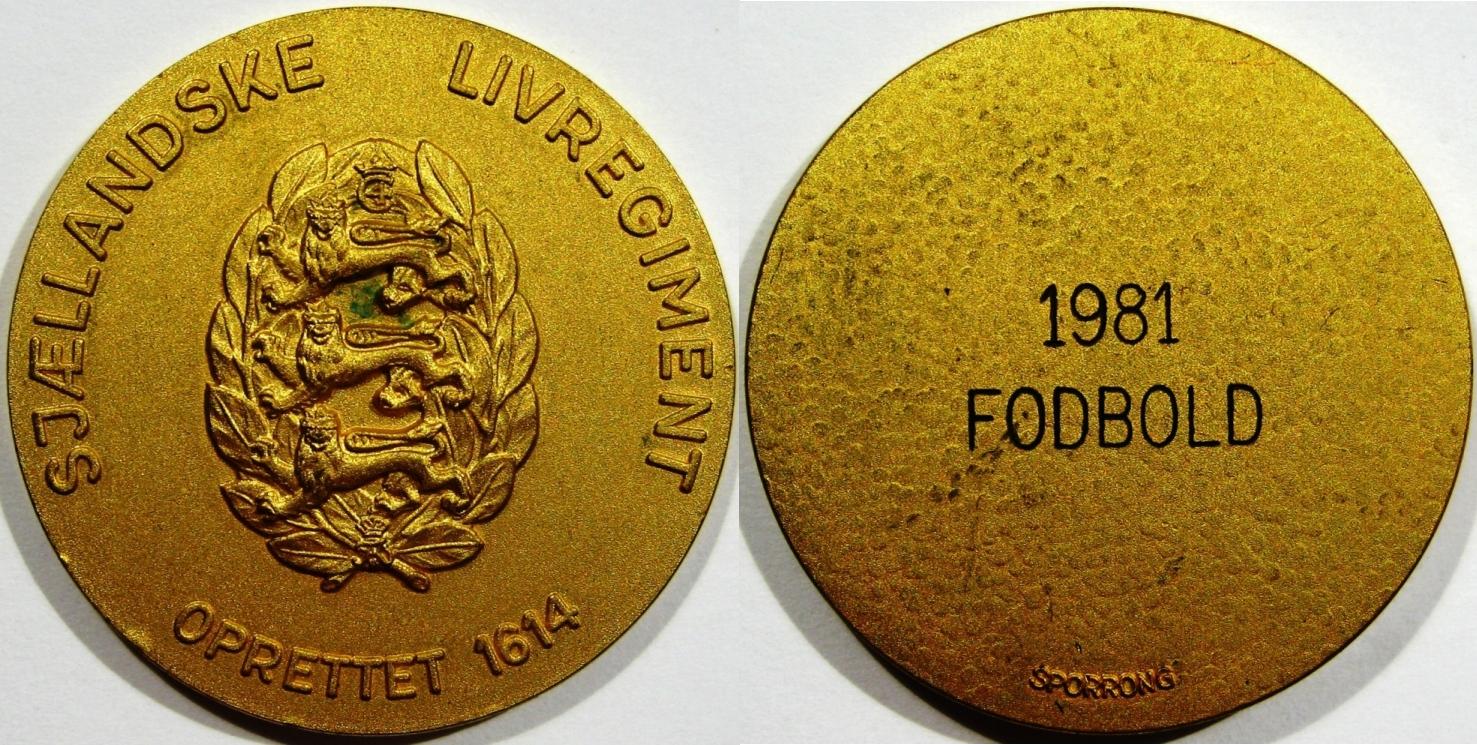 SJÆLLANDSKE LIVREGIMENT
OPRETTET 1614
1981
FODBOLD
SPORRONG